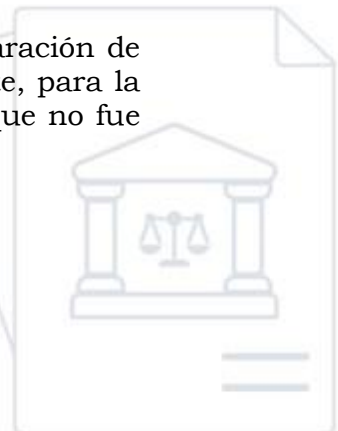 aración de
e, para la
que no fue